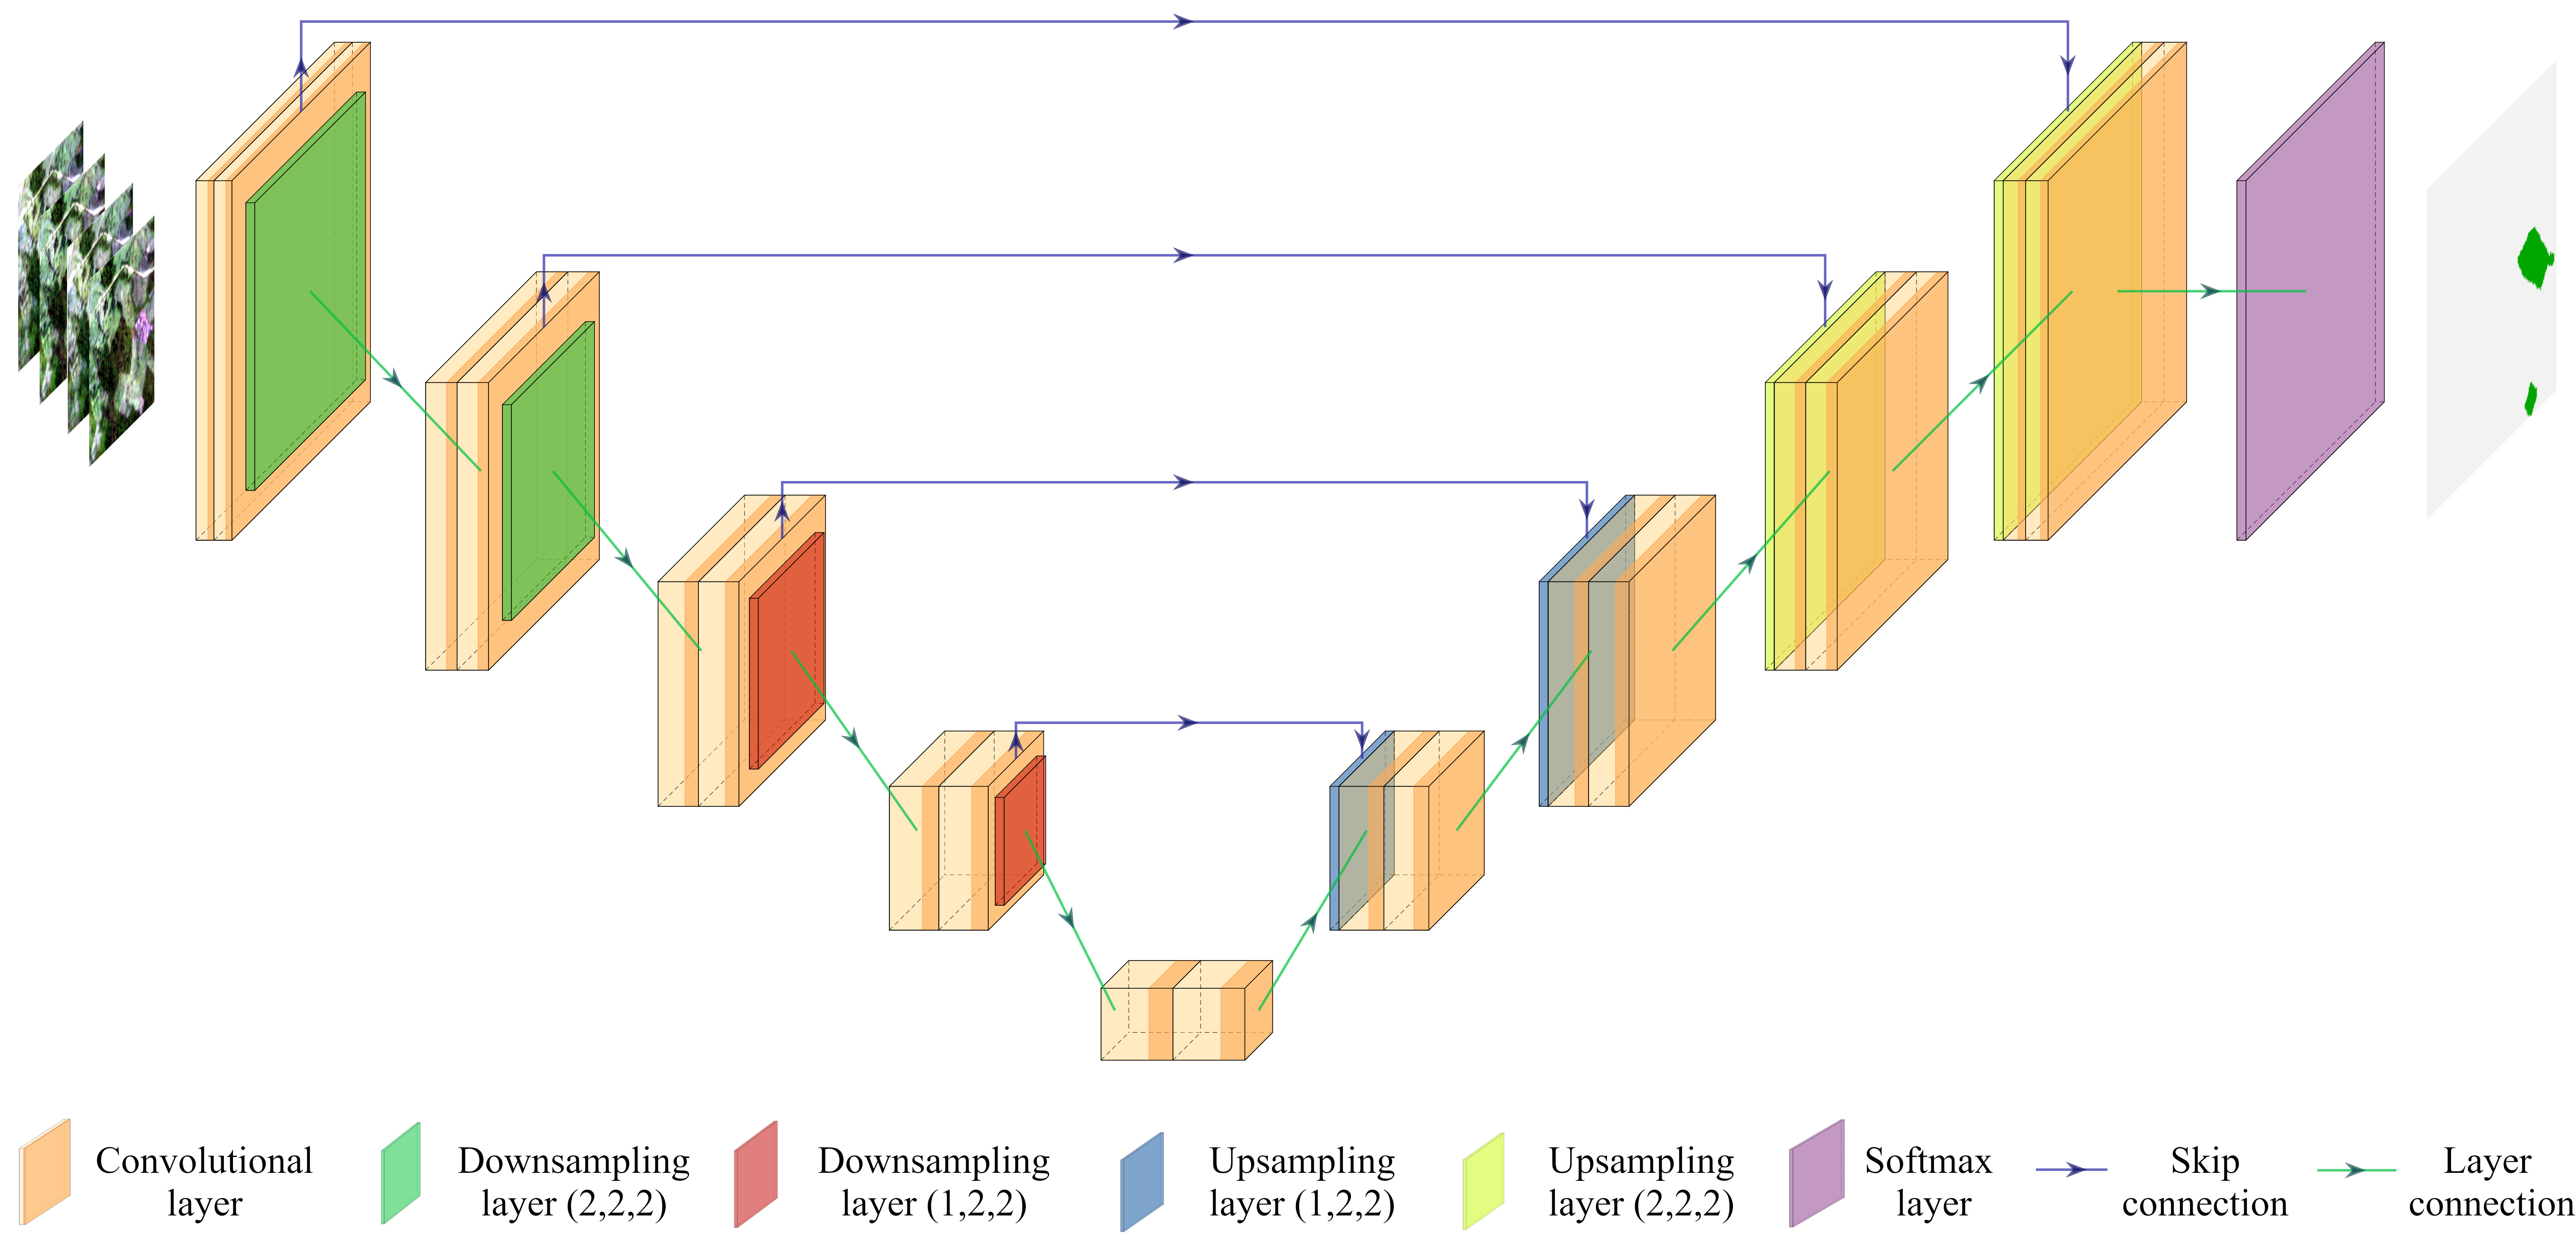 Convolutional
layer
Downsampling
layer (2,2,2)
Downsampling
layer (1,2,2)
Upsampling
layer (1,2,2)
Upsampling
layer (2,2,2)
Softmax
layer
Skip
connection
Layer
connection